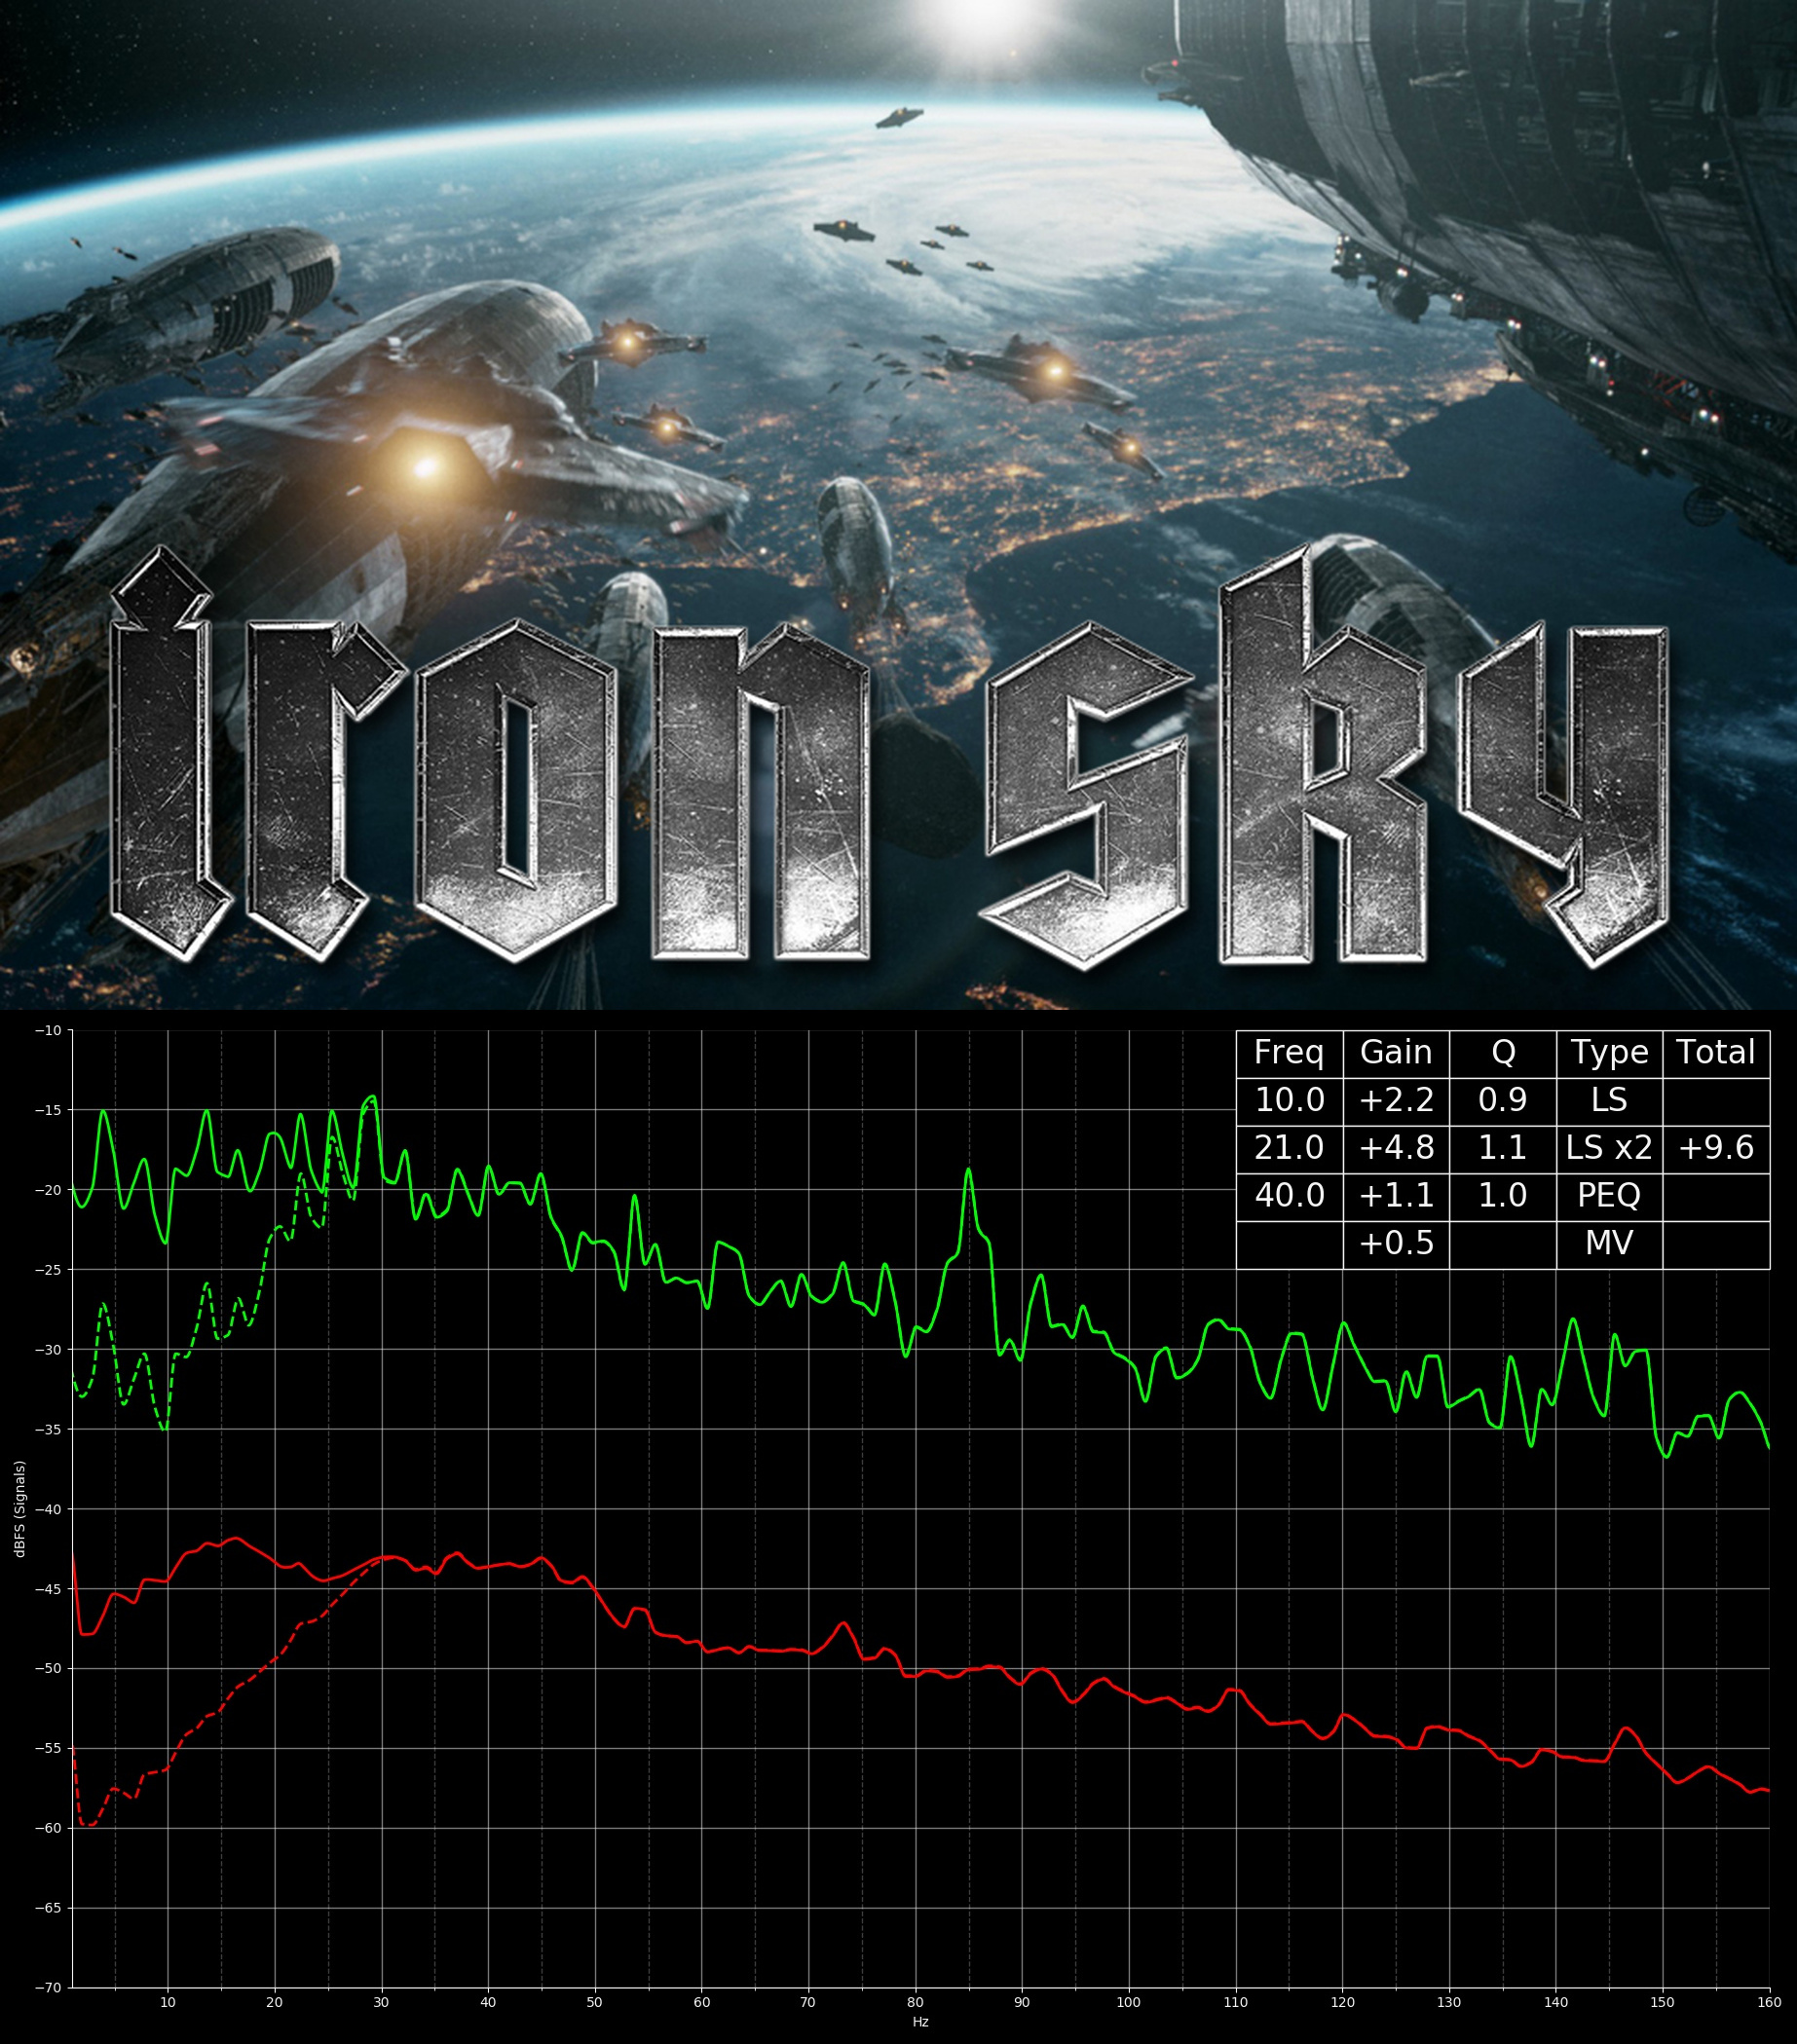 iron sky
Freq Gain Q Type Total
10.0 +2.2 0.9 LS
21.0 +4.8 1.1 LS x2 +9.6
40.0 +1.1 1.0 PEQ
+0.5 MV
−10
−15
−20
−25
−30
−35
−40
−45
−50
−55
−60
−65
−70
dBFS (Signals)
10 20 30 40 50 60 70 80 90 100 110 120 130 140 150 160
Hz